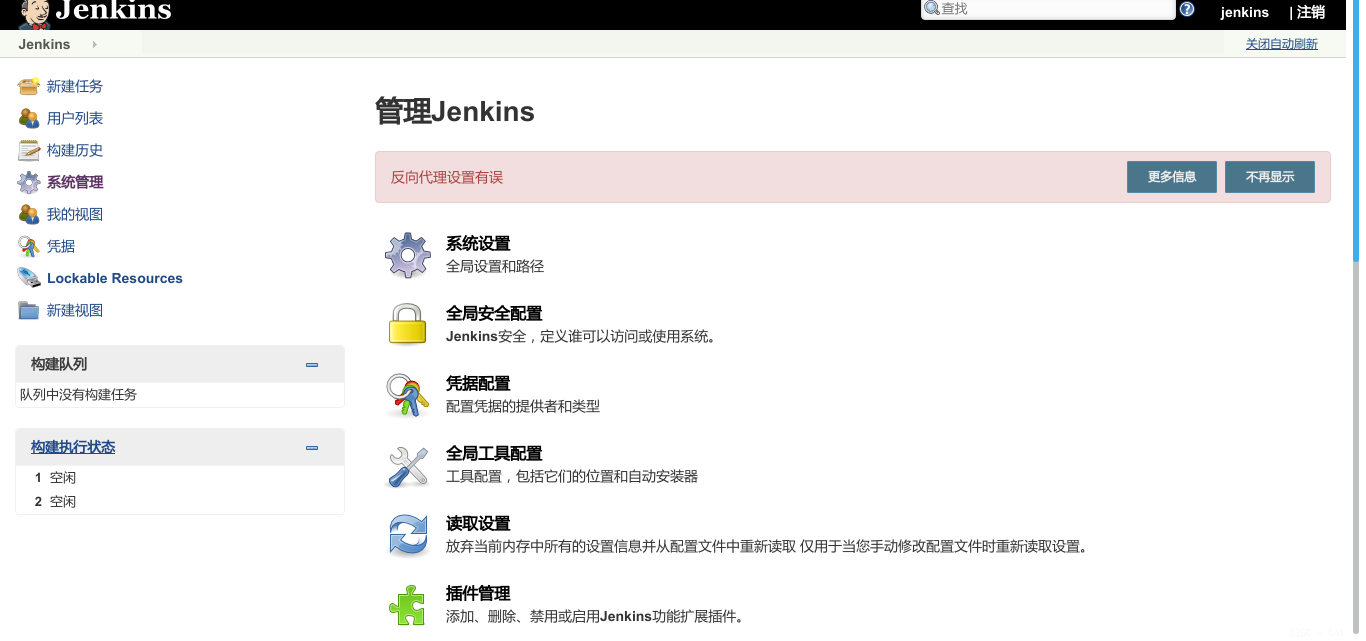 Jenkins
查找
jenkins | 注销
Jenkins
关闭自动刷新
新建任务
用户列表
构建历史
系统管理
我的视图
凭据
Lockable Resources
新建视图
构建队列
队列中没有构建任务
构建执行状态
1 空闲
2 空闲
管理Jenkins
反向代理设置有误
更多信息
不再显示
系统设置
全局设置和路径
全局安全配置
Jenkins安全，定义谁可以访问或使用系统。
凭据配置
配置凭据的提供者和类型
全局工具配置
工具配置，包括它们的位置和自动安装器
读取设置
放弃当前内存中所有的设置信息并从配置文件中重新读取 仅用于当您手动修改配置文件时重新读取设置。
插件管理
添加、删除、禁用或启用Jenkins功能扩展插件。